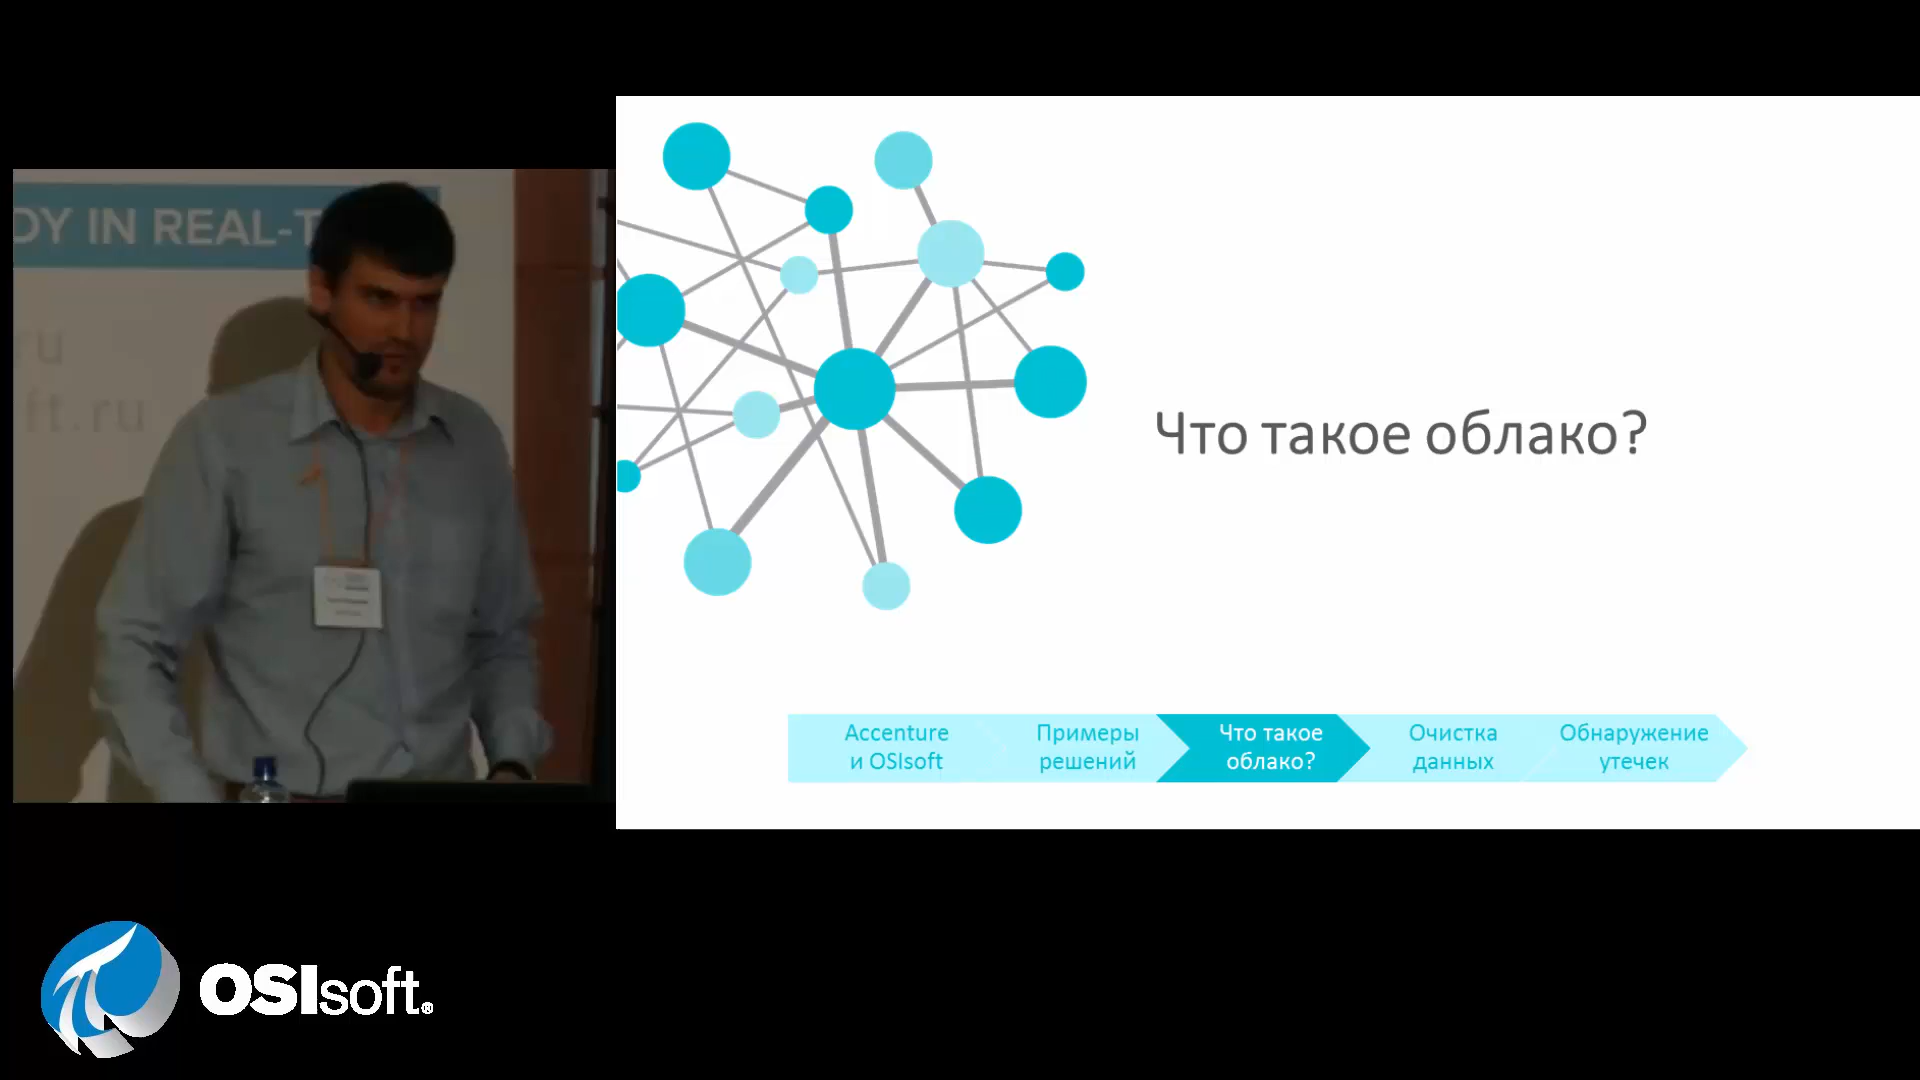 DY IN REAL-T
ru
ft.ru
Что такое облако?
Accenture
и OSIsoft
Примеры
решений
Что такое
облако?
Очистка
данных
Обнаружение
утечек
OSIsoft.